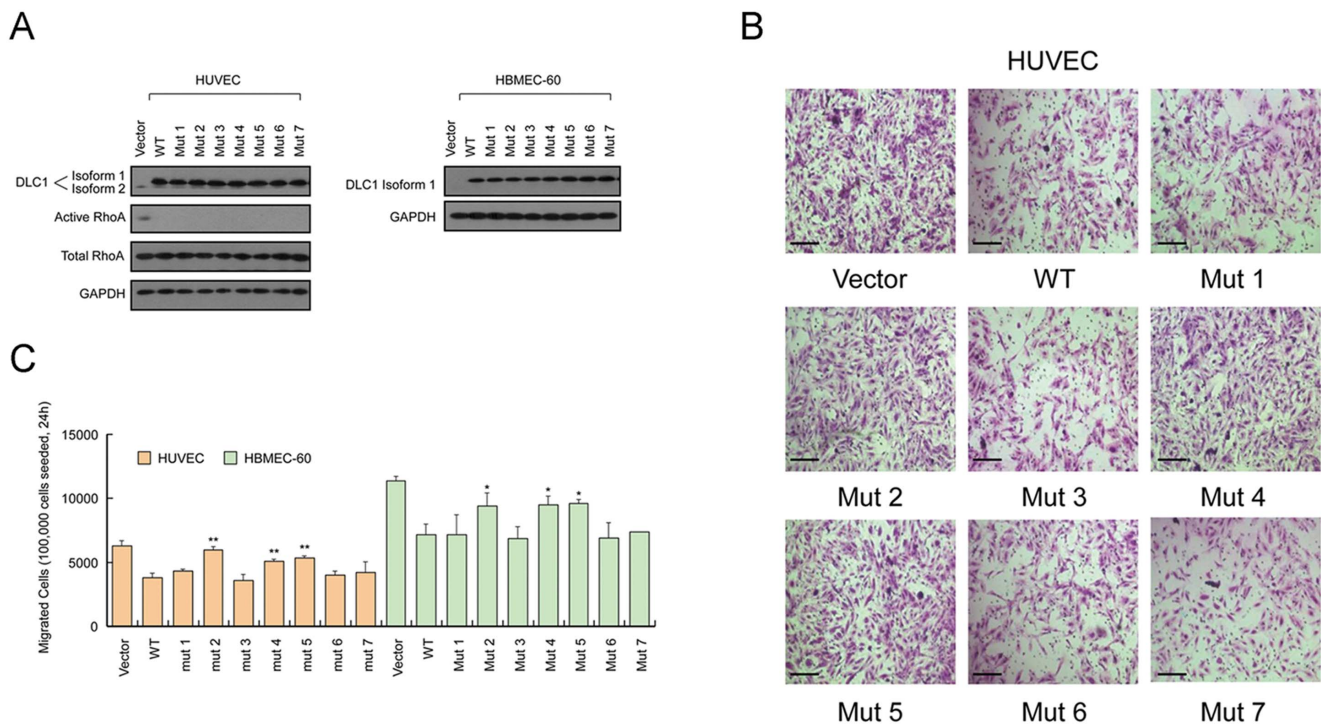 A
HUVEC
Vector WT Mut 1 Mut 2 Mut 3 Mut 4 Mut 5 Mut 6 Mut 7
DLC1 Isoform 1
Isoform 2
Active RhoA
Total RhoA
GAPDH
HBMEC-60
Vector WT Mut 1 Mut 2 Mut 3 Mut 4 Mut 5 Mut 6 Mut 7
DLC1 Isoform 1
GAPDH
B
HUVEC
Vector WT Mut 1
Mut 2 Mut 3 Mut 4
Mut 5 Mut 6 Mut 7
C
Migrated Cells (100,000 cells seeded, 24h)
15000
10000
5000
0
HUVEC HBMEC-60
** ** ** * * *
Vector WT mut 1 mut 2 mut 3 mut 4 mut 5 mut 6 mut 7 Vector WT Mut 1 Mut 2 Mut 3 Mut 4 Mut 5 Mut 6 Mut 7